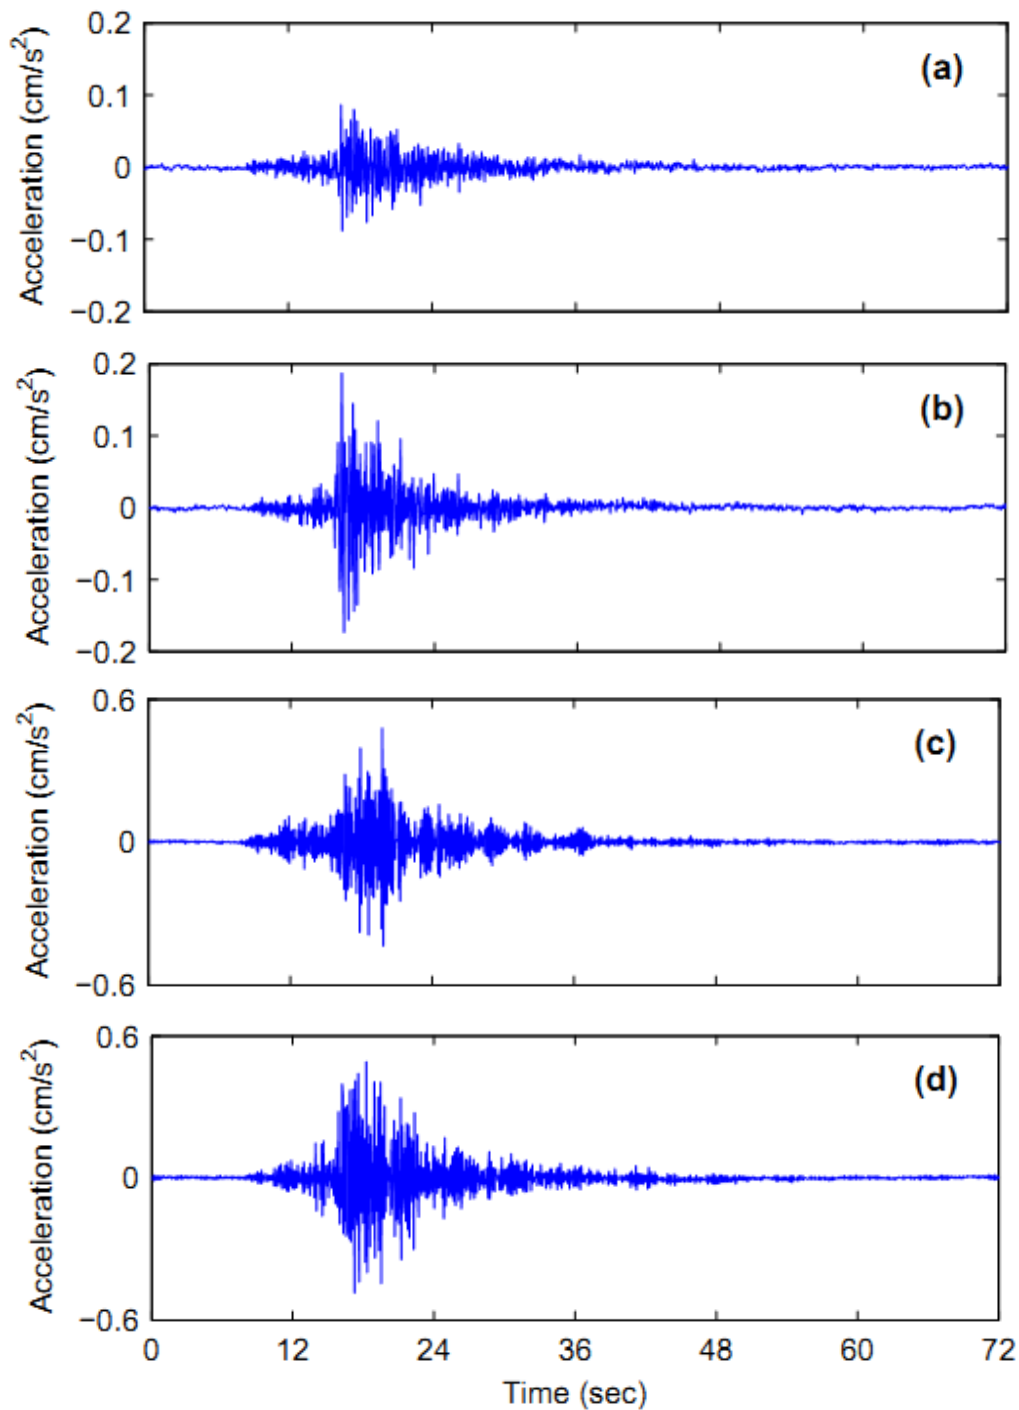 0.2
0.1
0
−0.1
−0.2
Acceleration (cm/s²)
(a)
0.2
0.1
0
−0.1
−0.2
Acceleration (cm/s²)
(b)
0.6
0
−0.6
Acceleration (cm/s²)
(c)
0.6
0
−0.6
Acceleration (cm/s²)
(d)
0 12 24 36 48 60 72
Time (sec)